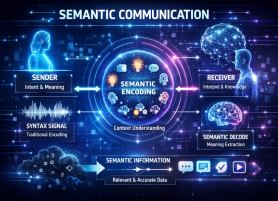 SEMANTIC COMMUNICATION
SENDER
Intent & Meaning
SEMANTIC
ENCODING
RECEIVER
Interpret & Knowledge
SYNTAX SIGNAL
Traditional Encoding
Context Understanding
SEMANTIC DECODE
Meaning Extraction
SEMANTIC INFORMATION
Relevant & Accurate Data